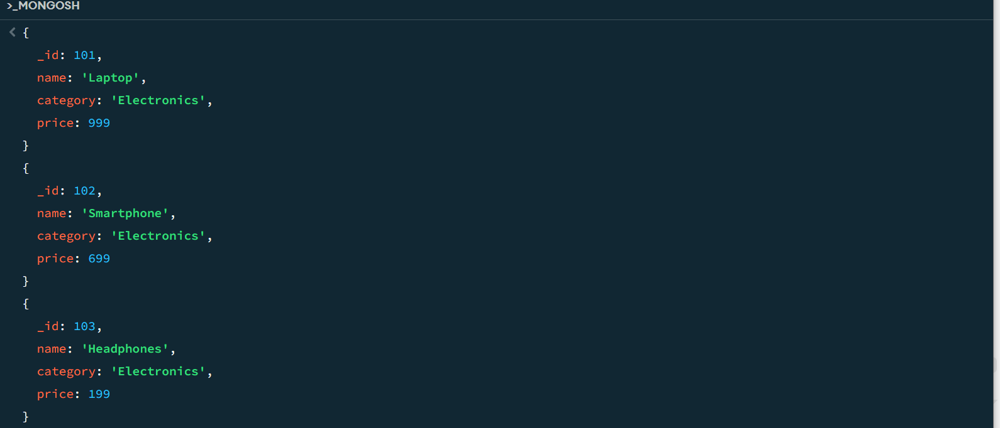 >_MONGOSH
{
_id: 101,
name: 'Laptop',
category: 'Electronics',
price: 999
}
{
_id: 102,
name: 'Smartphone',
category: 'Electronics',
price: 699
}
{
_id: 103,
name: 'Headphones',
category: 'Electronics',
price: 199
}